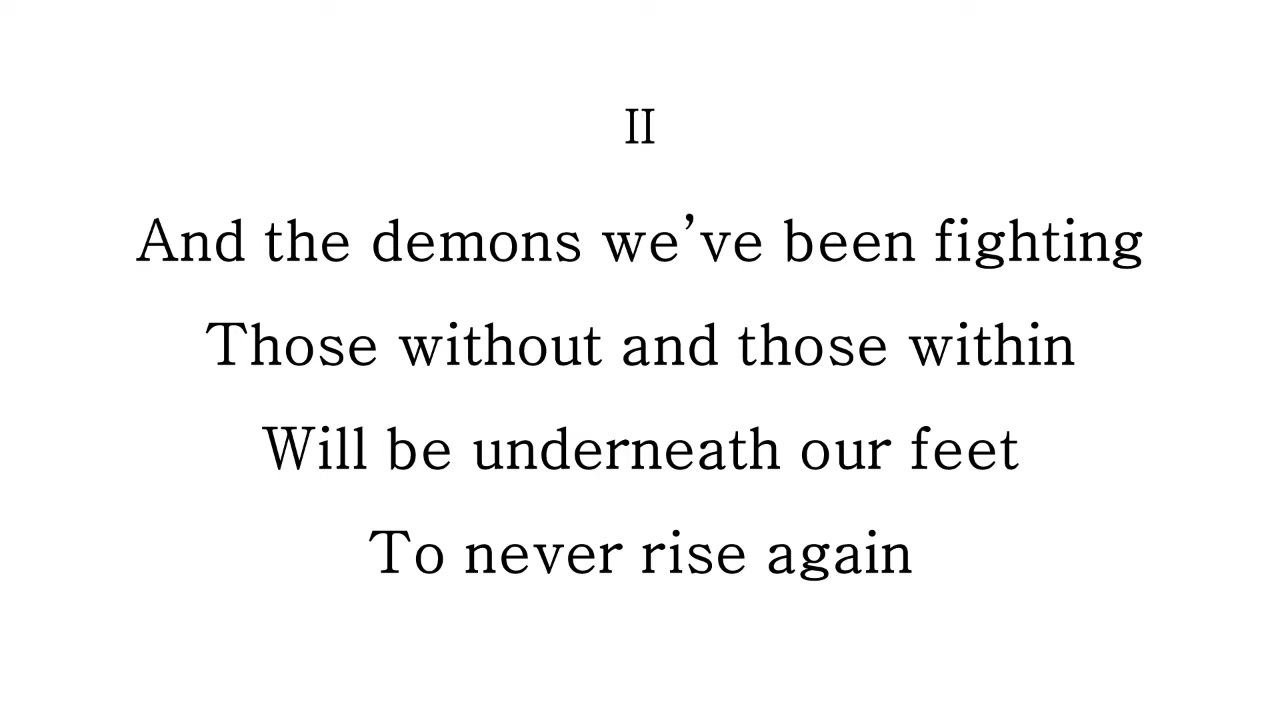 II
And the demons we’ve been fighting
Those without and those within
Will be underneath our feet
To never rise again